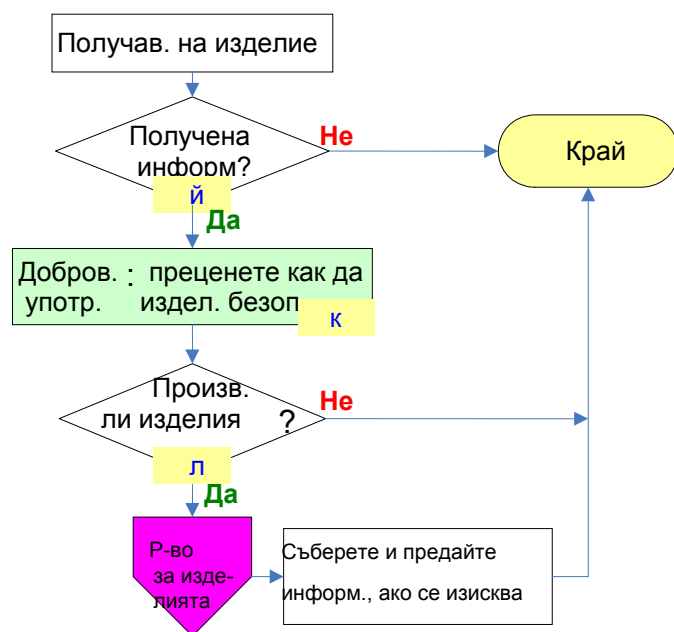 Получав. на изделие
Получена
информ?
Не
Край
й
Да
Добров. : преценете как да
употр. издел. безоп
к
Произв.
ли изделия ?
Не
л
Да
Р-во
за изде-
лията
Съберете и предайте
информ., ако се изисква